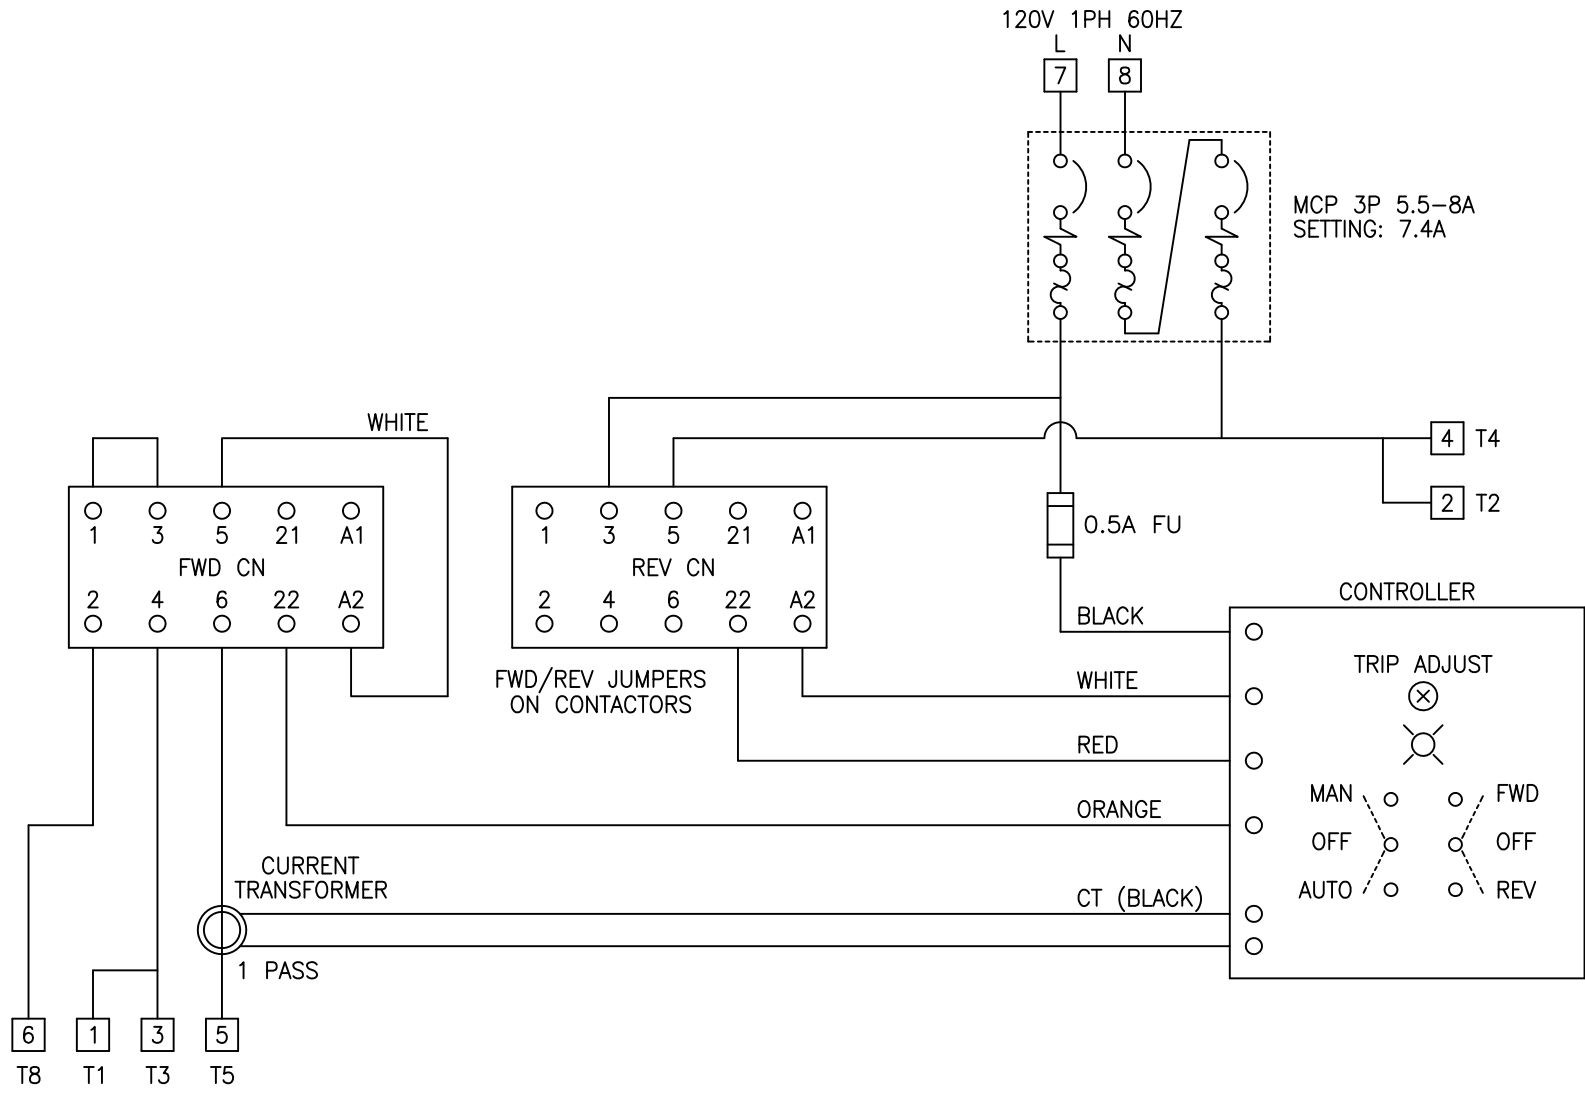 120V 1PH 60HZ
L N
7 8
MCP 3P 5.5-8A
SETTING: 7.4A
WHITE
4 T4
2 T2
1 3 5 21 A1
FWD CN
2 4 6 22 A2
1 3 5 21 A1
REV CN
2 4 6 22 A2
0.5A FU
FWD/REV JUMPERS
ON CONTACTORS
BLACK
WHITE
RED
ORANGE
CT (BLACK)
CONTROLLER
TRIP ADJUST
MAN FWD
OFF OFF
AUTO REV
CURRENT
TRANSFORMER
1 PASS
6 1 3 5
T8 T1 T3 T5